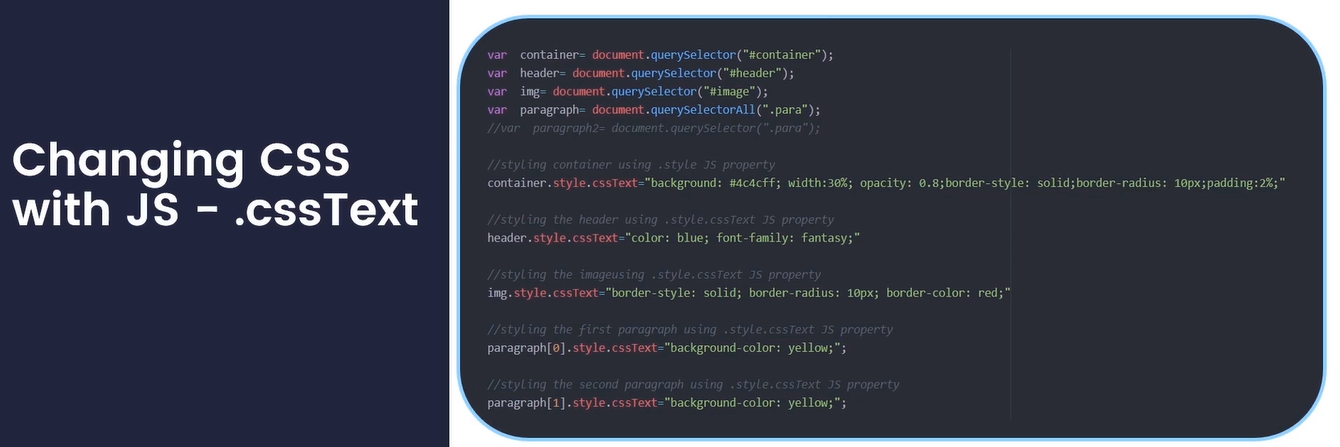 Changing CSS
with JS - .cssText
var  container= document.querySelector("#container");
var  header= document.querySelector("#header");
var  img= document.querySelector("#image");
var  paragraph= document.querySelectorAll(".para");
//var  paragraph2= document.querySelector(".para");
//styling container using .style JS property
container.style.cssText="background: #4c4cff; width:30%; opacity: 0.8;border-style: solid;border-radius: 10px;padding:2%;"
//styling the header using .style.cssText JS property
header.style.cssText="color: blue; font-family: fantasy;"
//styling the imageusing .style.cssText JS property
img.style.cssText="border-style: solid; border-radius: 10px; border-color: red;"
//styling the first paragraph using .style.cssText JS property
paragraph[0].style.cssText="background-color: yellow;";
//styling the second paragraph using .style.cssText JS property
paragraph[1].style.cssText="background-color: yellow;";